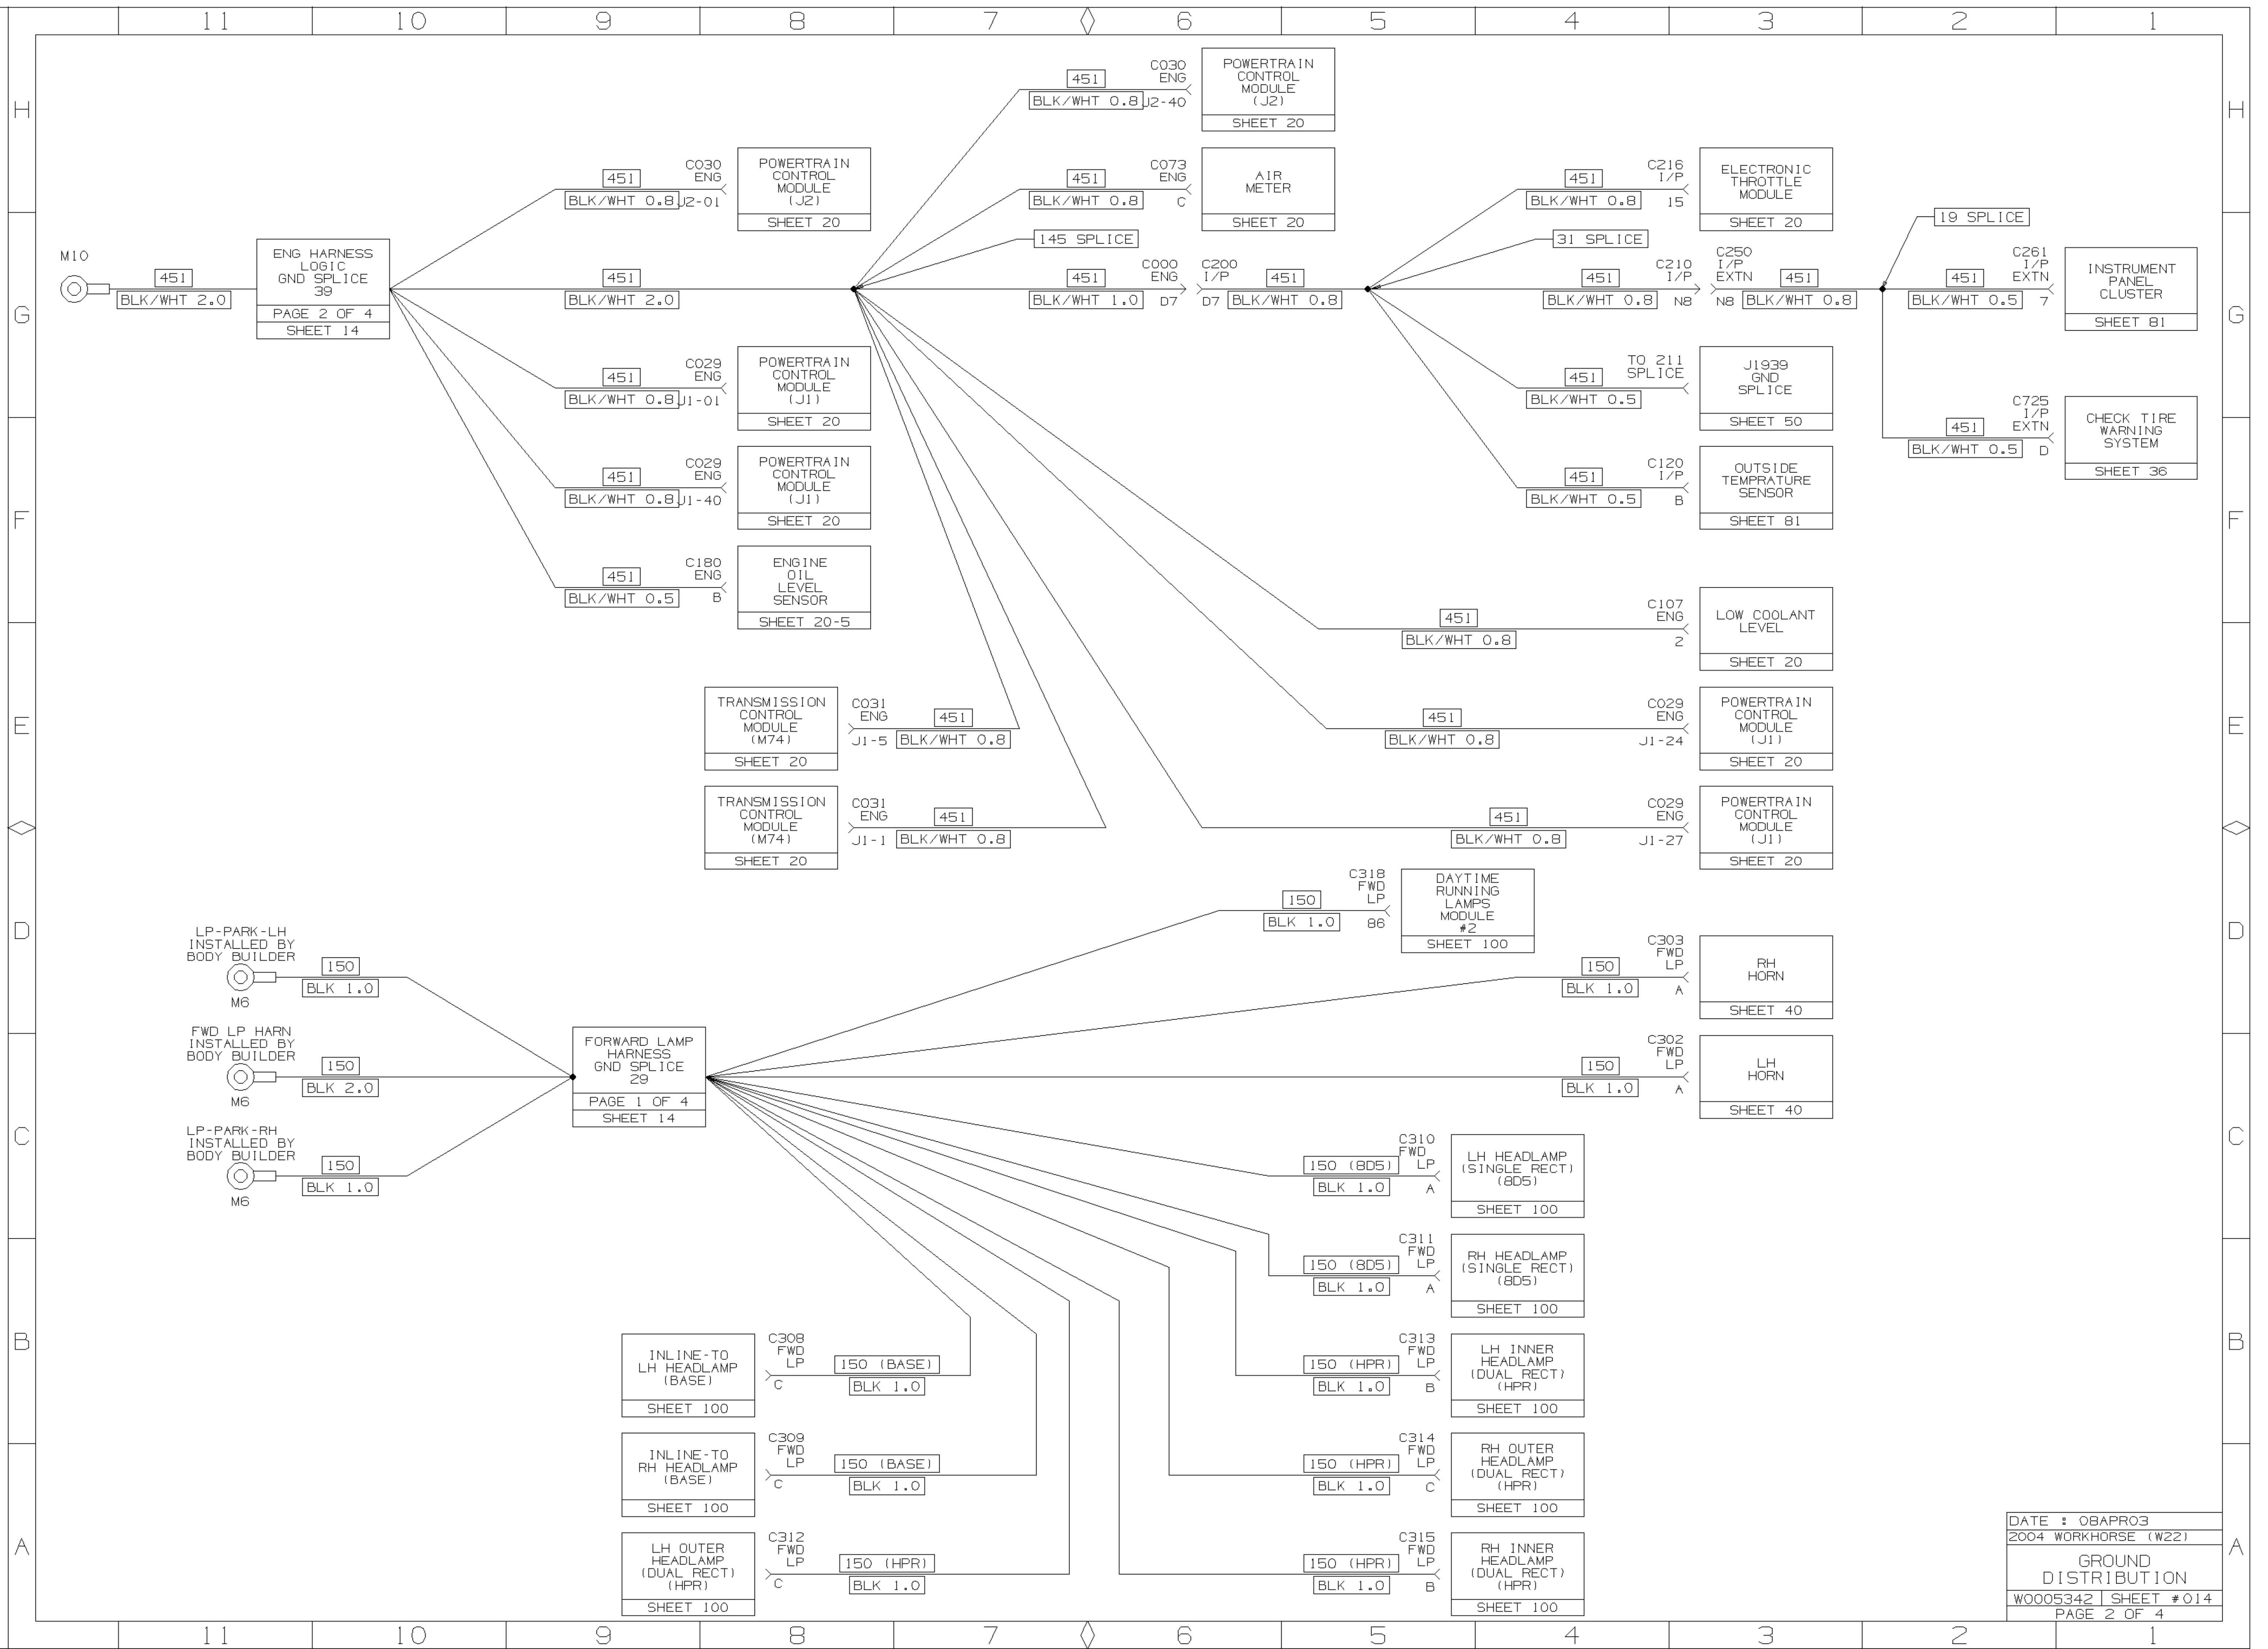 11 10 9 8 7 6 5 4 3 2 1
H
G
F
E
D
C
B
A
H
G
F
E
D
C
B
A
M10
451
BLK/WHT 2.0
ENG HARNESS
LOGIC
GND SPLICE
39
PAGE 2 OF 4
SHEET 14
451
BLK/WHT 0.8
C030
ENG
J2-01
POWERTRAIN
CONTROL
MODULE
(J2)
SHEET 20
451
BLK/WHT 2.0
451
BLK/WHT 0.8
C029
ENG
J1-01
POWERTRAIN
CONTROL
MODULE
(J1)
SHEET 20
451
BLK/WHT 0.8
C029
ENG
J1-40
POWERTRAIN
CONTROL
MODULE
(J1)
SHEET 20
451
BLK/WHT 0.5
C180
ENG
B
ENGINE
OIL
LEVEL
SENSOR
SHEET 20-5
451
BLK/WHT 0.8
C030
ENG
J2-40
POWERTRAIN
CONTROL
MODULE
(J2)
SHEET 20
451
BLK/WHT 0.8
C073
ENG
C
AIR
METER
SHEET 20
145 SPLICE
451
BLK/WHT 1.0
C000
ENG
D7
C200
I/P
D7
451
BLK/WHT 0.8
451
BLK/WHT 0.8
C216
I/P
15
ELECTRONIC
THROTTLE
MODULE
SHEET 20
31 SPLICE
451
BLK/WHT 0.8
C210
I/P
N8
C250
I/P
EXTN
N8
451
BLK/WHT 0.8
19 SPLICE
451
BLK/WHT 0.5
C261
I/P
EXTN
7
INSTRUMENT
PANEL
CLUSTER
SHEET 81
451
BLK/WHT 0.5
TO 211
SPLICE
J1939
GND
SPLICE
SHEET 50
451
BLK/WHT 0.5
C725
I/P
EXTN
D
CHECK TIRE
WARNING
SYSTEM
SHEET 36
451
BLK/WHT 0.5
C120
I/P
B
OUTSIDE
TEMPRATURE
SENSOR
SHEET 81
451
BLK/WHT 0.8
C107
ENG
2
LOW COOLANT
LEVEL
SHEET 20
TRANSMISSION
CONTROL
MODULE
(M74)
SHEET 20
C031
ENG
J1-5
451
BLK/WHT 0.8
451
BLK/WHT 0.8
C029
ENG
J1-24
POWERTRAIN
CONTROL
MODULE
(J1)
SHEET 20
TRANSMISSION
CONTROL
MODULE
(M74)
SHEET 20
C031
ENG
J1-1
451
BLK/WHT 0.8
451
BLK/WHT 0.8
C029
ENG
J1-27
POWERTRAIN
CONTROL
MODULE
(J1)
SHEET 20
LP-PARK-LH
INSTALLED BY
BODY BUILDER
M6
150
BLK 1.0
FWD LP HARN
INSTALLED BY
BODY BUILDER
M6
150
BLK 2.0
LP-PARK-RH
INSTALLED BY
BODY BUILDER
M6
150
BLK 1.0
FORWARD LAMP
HARNESS
GND SPLICE
29
PAGE 1 OF 4
SHEET 14
150
BLK 1.0
C318
FWD
LP
86
DAYTIME
RUNNING
LAMPS
MODULE
#2
SHEET 100
150
BLK 1.0
C303
FWD
LP
A
RH
HORN
SHEET 40
150
BLK 1.0
C302
FWD
LP
A
LH
HORN
SHEET 40
150 (8D5)
BLK 1.0
C310
FWD
LP
A
LH HEADLAMP
(SINGLE RECT)
(8D5)
SHEET 100
150 (8D5)
BLK 1.0
C311
FWD
LP
A
RH HEADLAMP
(SINGLE RECT)
(8D5)
SHEET 100
INLINE-TO
LH HEADLAMP
(BASE)
SHEET 100
C308
FWD
LP
C
150 (BASE)
BLK 1.0
150 (HPR)
BLK 1.0
C313
FWD
LP
B
LH INNER
HEADLAMP
(DUAL RECT)
(HPR)
SHEET 100
INLINE-TO
RH HEADLAMP
(BASE)
SHEET 100
C309
FWD
LP
C
150 (BASE)
BLK 1.0
150 (HPR)
BLK 1.0
C314
FWD
LP
C
RH OUTER
HEADLAMP
(DUAL RECT)
(HPR)
SHEET 100
LH OUTER
HEADLAMP
(DUAL RECT)
(HPR)
SHEET 100
C312
FWD
LP
C
150 (HPR)
BLK 1.0
150 (HPR)
BLK 1.0
C315
FWD
LP
B
RH INNER
HEADLAMP
(DUAL RECT)
(HPR)
SHEET 100
DATE : 08APR03
2004 WORKHORSE (W22)
GROUND
DISTRIBUTION
W0005342 SHEET #014
PAGE 2 OF 4
11 10 9 8 7 6 5 4 3 2 1